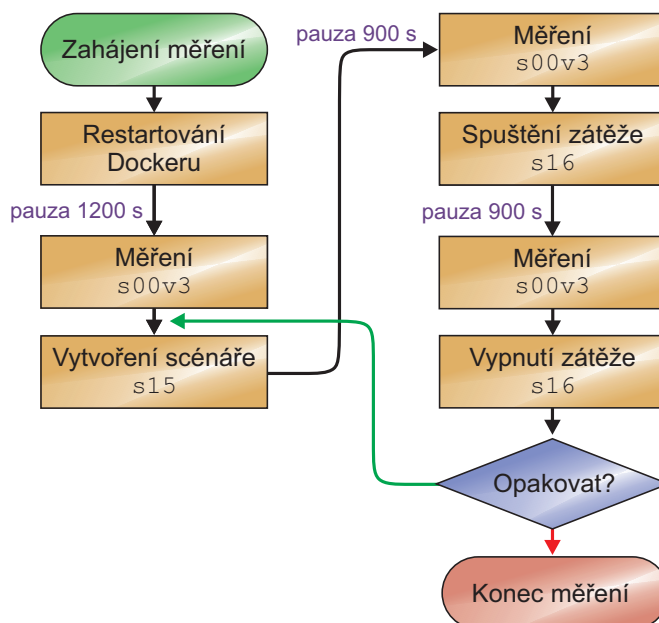 Zahájení měření
Restartování
Dockeru
pauza 1200 s
Měření
s00v3
Vytvoření scénáře
s15
pauza 900 s
Měření
s00v3
Spuštění zátěže
s16
pauza 900 s
Měření
s00v3
Vypnutí zátěže
s16
Opakovat?
Konec měření